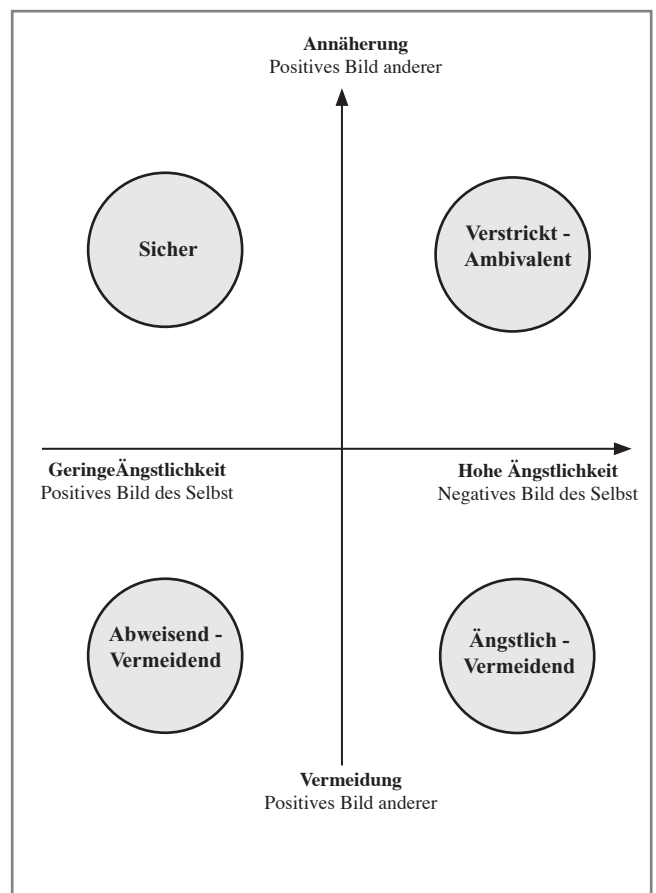 Annäherung
Positives Bild anderer
Sicher
Verstrickt -
Ambivalent
GeringeÄngstlichkeit
Positives Bild des Selbst
Hohe Ängstlichkeit
Negatives Bild des Selbst
Abweisend -
Vermeidend
Ängstlich -
Vermeidend
Vermeidung
Positives Bild anderer